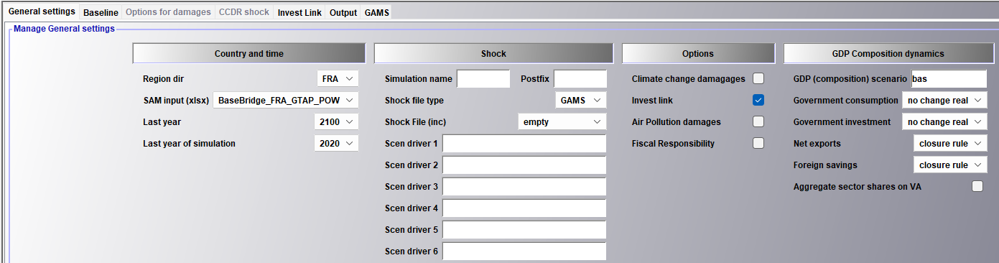 General settings Baseline Options for damages CCDR shock Invest Link Output GAMS
Manage General settings
Country and time Shock Options GDP Composition dynamics
Region dir FRA Simulation name Postfix Climate change damagages GDP (composition) scenario bas
SAM input (xlsx) BaseBridge_FRA_GTAP_POW Shock file type GAMS Invest link Government consumption no change real
Last year 2100 Shock File (inc) empty Air Pollution damages Government investment no change real
Last year of simulation 2020 Scen driver 1 Fiscal Responsibility Net exports closure rule
Scen driver 2 Foreign savings closure rule
Scen driver 3 Aggregate sector shares on VA
Scen driver 4
Scen driver 5
Scen driver 6